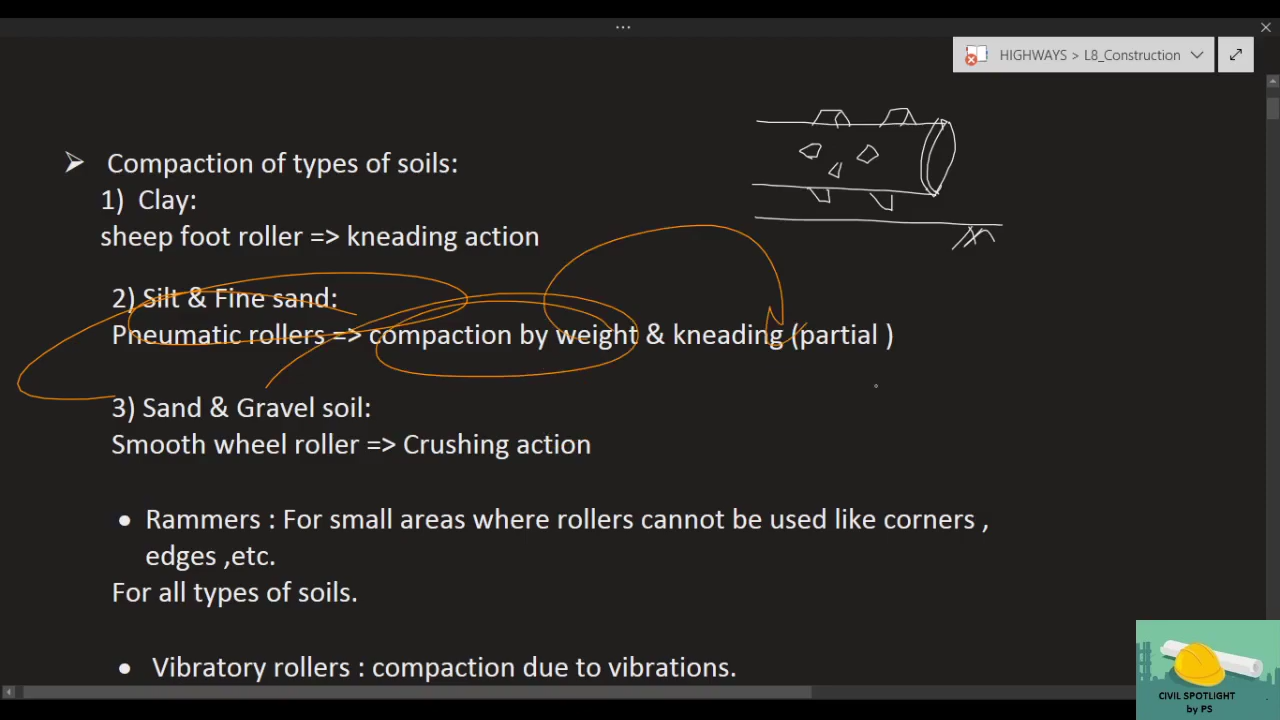 HIGHWAYS > L8_Construction
➢ Compaction of types of soils:
1) Clay:
sheep foot roller => kneading action
2) Silt & Fine sand:
Pneumatic rollers => compaction by weight & kneading (partial )
3) Sand & Gravel soil:
Smooth wheel roller => Crushing action
• Rammers : For small areas where rollers cannot be used like corners ,
edges ,etc.
For all types of soils.
• Vibratory rollers : compaction due to vibrations.
CIVIL SPOTLIGHT
by PS